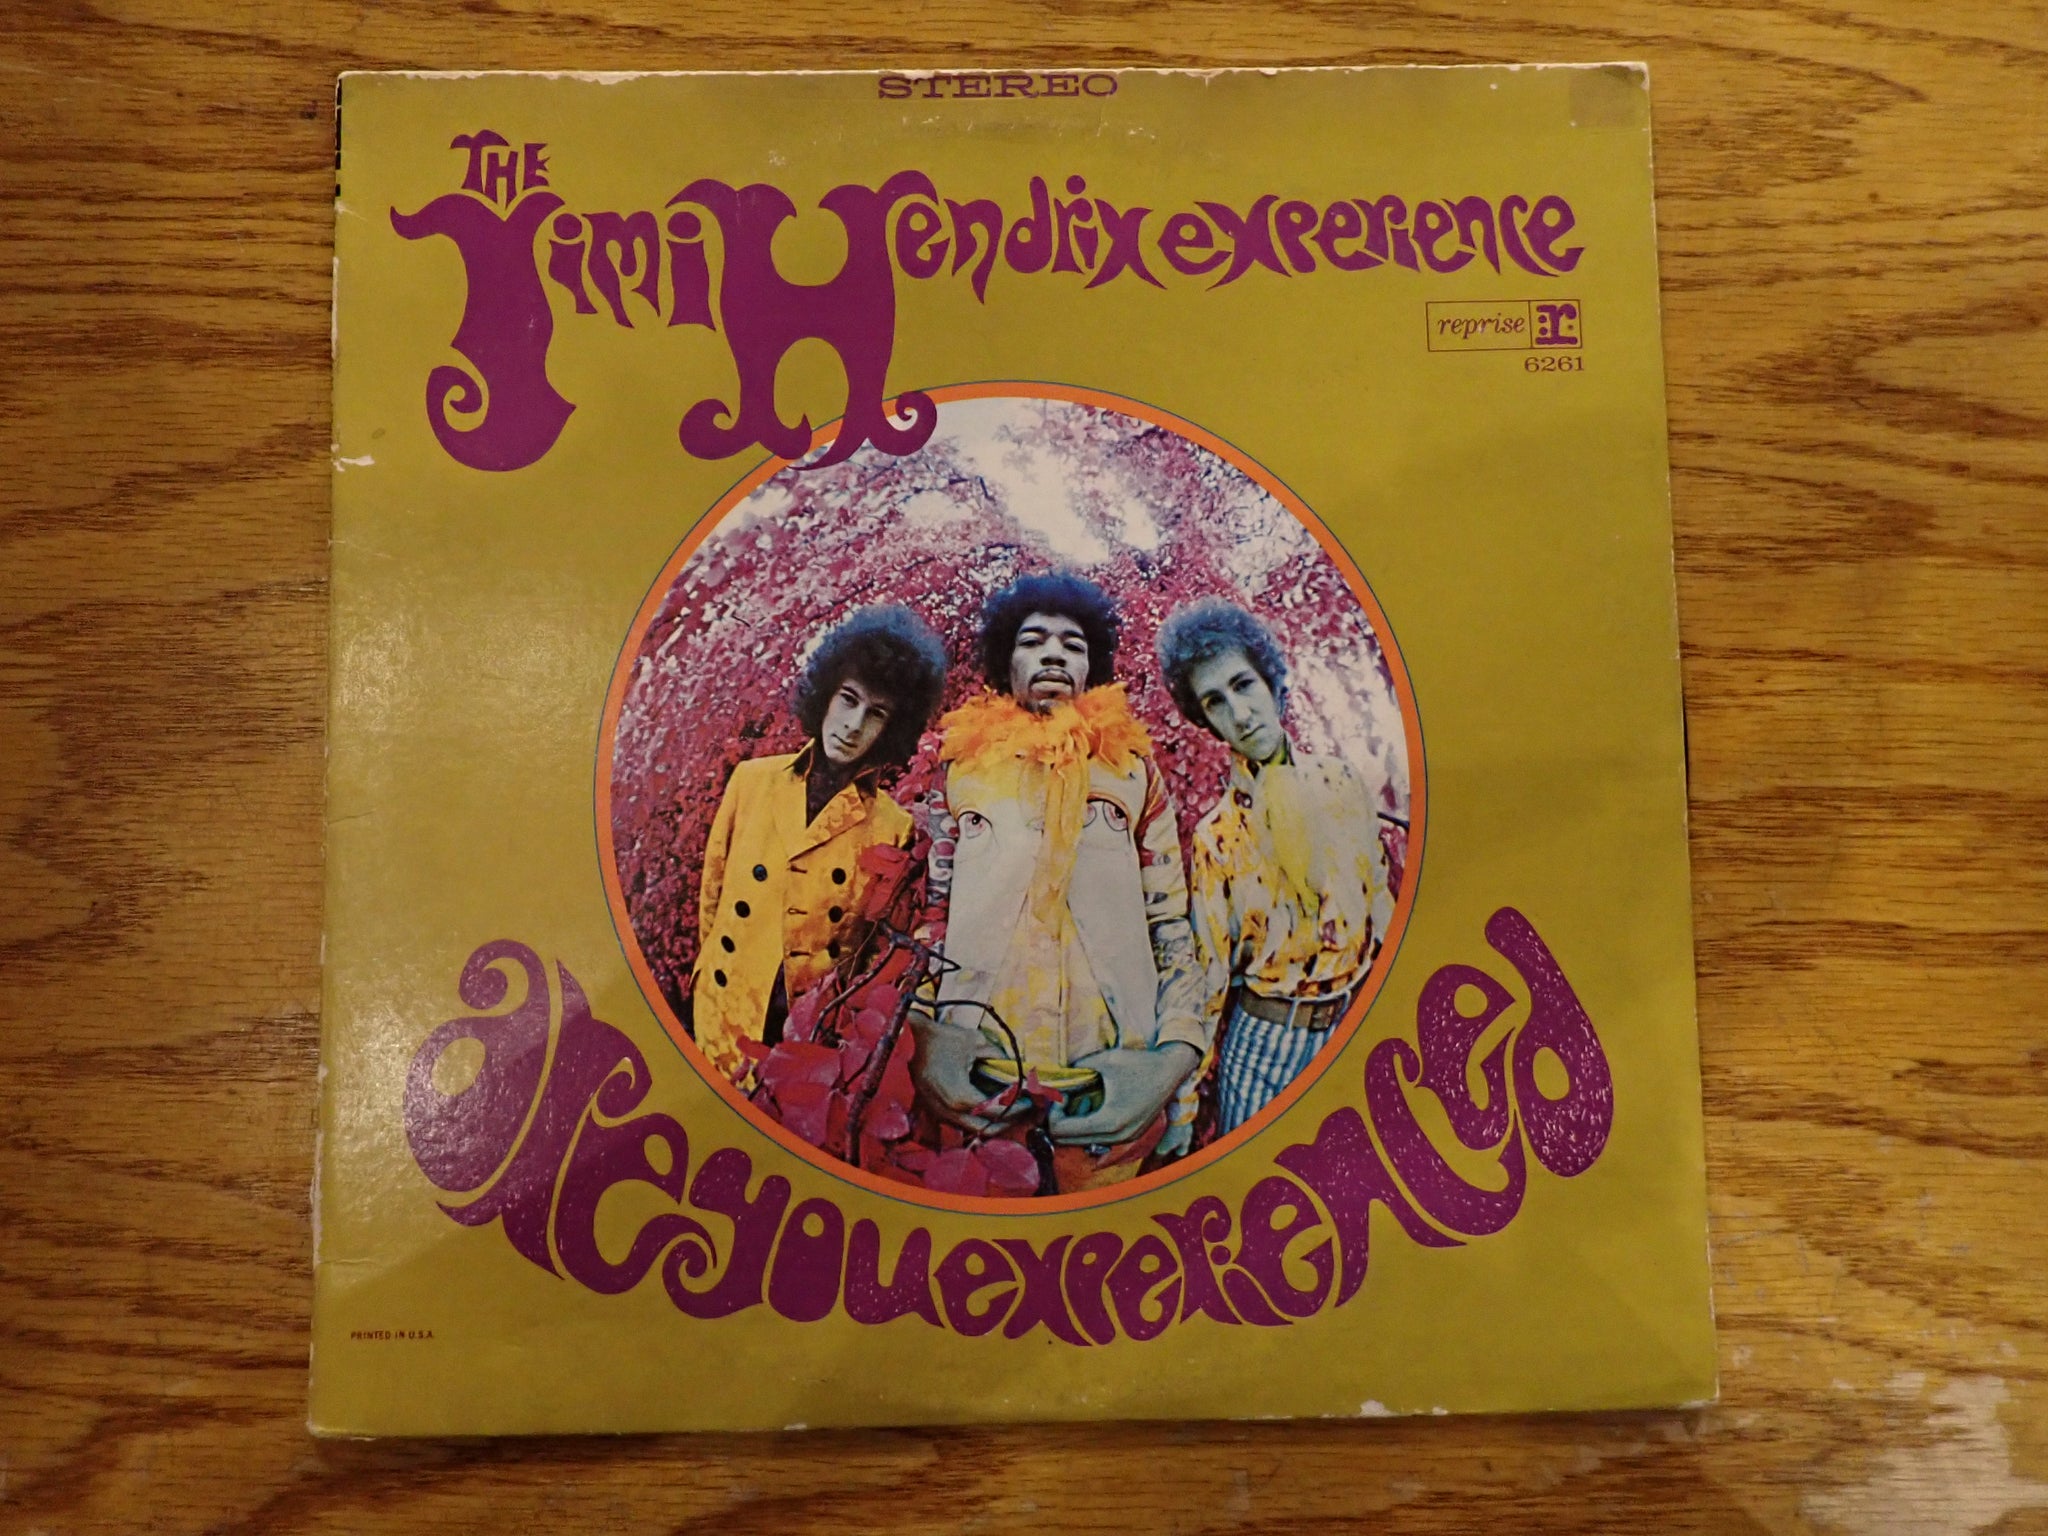 STEREO
THE
Jimi Hendrix experience
reprise r:
6261
are you experienced
PRINTED IN U.S.A.